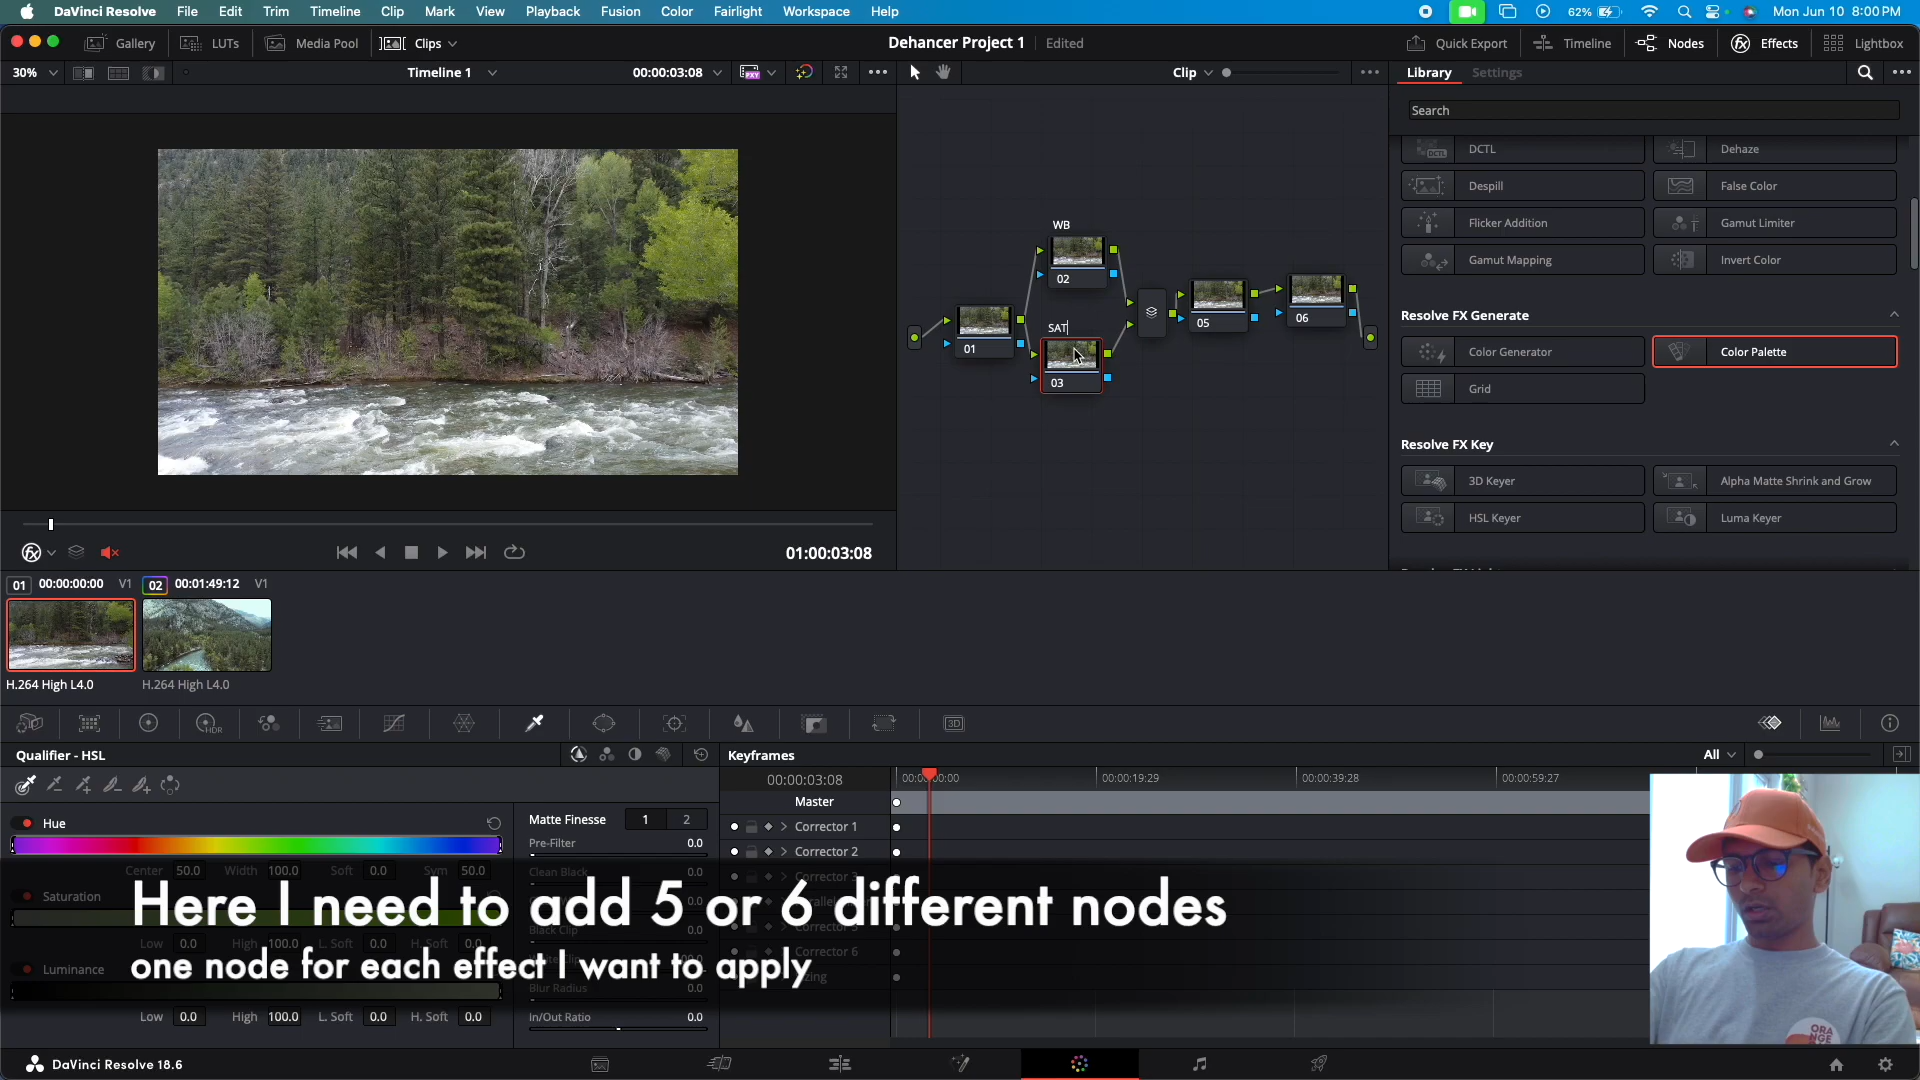 DaVinci Resolve File Edit Trim Timeline Clip Mark View Playback Fusion Color Fairlight Workspace Help 62% Mon Jun 10 8:00 PM
Gallery LUTs Media Pool Clips Dehancer Project 1 Edited Quick Export Timeline Nodes Effects Lightbox
30% Timeline 1 00:00:03:08 PXY Clip Library Settings
Search
DCTL Dehaze
Despill False Color
Flicker Addition Gamut Limiter
Gamut Mapping Invert Color
WB
02
SAT
01
03
05
06
Resolve FX Generate
Color Generator Color Palette
Grid
Resolve FX Key
3D Keyer Alpha Matte Shrink and Grow
HSL Keyer Luma Keyer
01:00:03:08
01 00:00:00:00 V1 02 00:01:49:12 V1
H.264 High L4.0 H.264 High L4.0
HDR 3D
Qualifier - HSL Keyframes All
00:00:03:08 00:00:00:00 00:00:19:29 00:00:39:28 00:00:59:27
Master
Hue Matte Finesse 1 2 Corrector 1
Pre-Filter 0.0 Corrector 2
Center 50.0 Width 100.0 Soft 0.0 Sym 50.0 Clean Black 0.0
Saturation
Here I need to add 5 or 6 different nodes
one node for each effect I want to apply
Low 0.0 High 100.0 L. Soft 0.0 H. Soft 0.0 Black Clip 0.0
Corrector 6
Luminance
Blur Radius 0.0
Low 0.0 High 100.0 L. Soft 0.0 H. Soft 0.0 In/Out Ratio 0.0
ORA
NGE
DaVinci Resolve 18.6